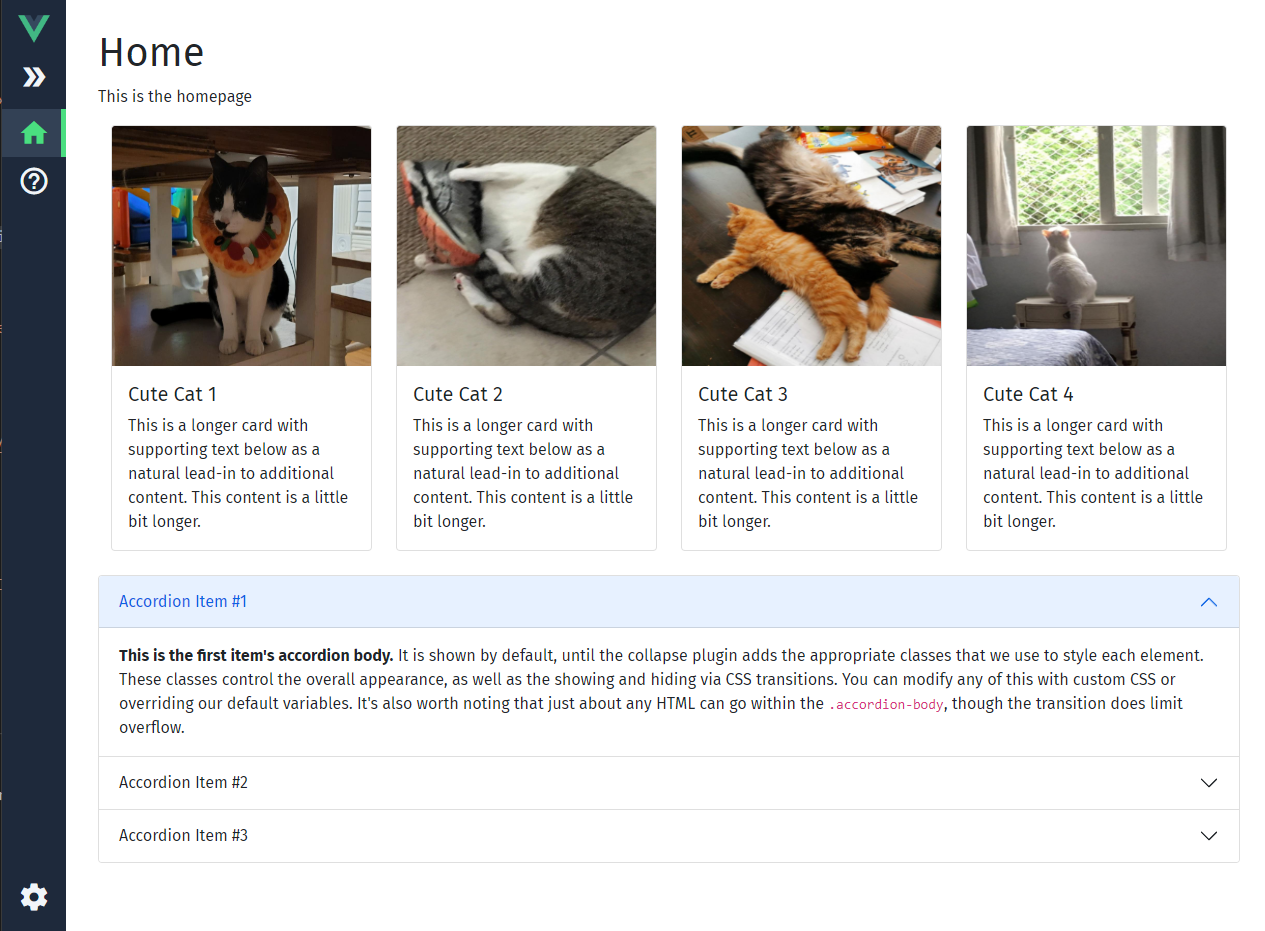 Home
This is the homepage
Cute Cat 1
This is a longer card with
supporting text below as a
natural lead-in to additional
content. This content is a little
bit longer.
Cute Cat 2
This is a longer card with
supporting text below as a
natural lead-in to additional
content. This content is a little
bit longer.
Cute Cat 3
This is a longer card with
supporting text below as a
natural lead-in to additional
content. This content is a little
bit longer.
Cute Cat 4
This is a longer card with
supporting text below as a
natural lead-in to additional
content. This content is a little
bit longer.
Accordion Item #1
This is the first item's accordion body. It is shown by default, until the collapse plugin adds the appropriate classes that we use to style each element.
These classes control the overall appearance, as well as the showing and hiding via CSS transitions. You can modify any of this with custom CSS or
overriding our default variables. It's also worth noting that just about any HTML can go within the .accordion-body, though the transition does limit
overflow.
Accordion Item #2
Accordion Item #3